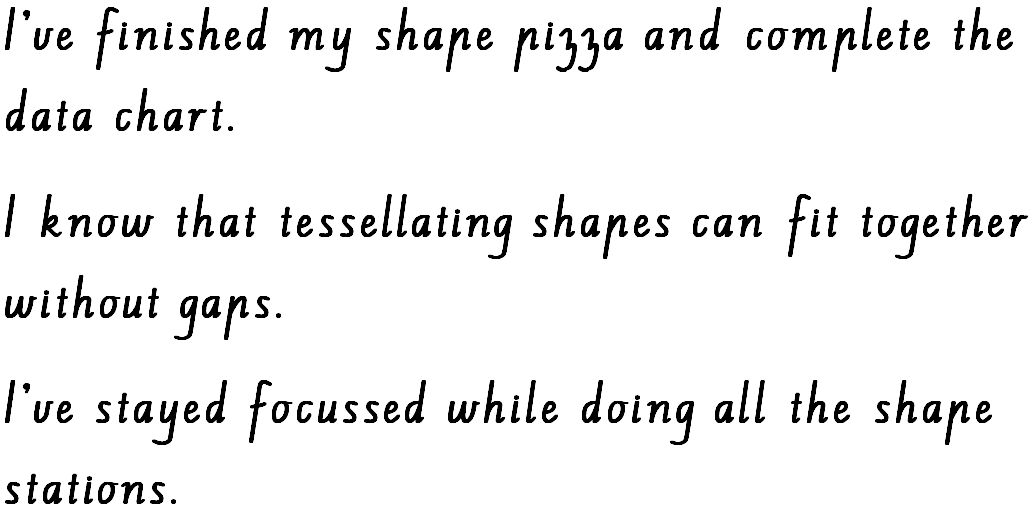 I've finished my shape pizza and complete the
data chart.
I know that tessellating shapes can fit together
without gaps.
I've stayed focussed while doing all the shape
stations.